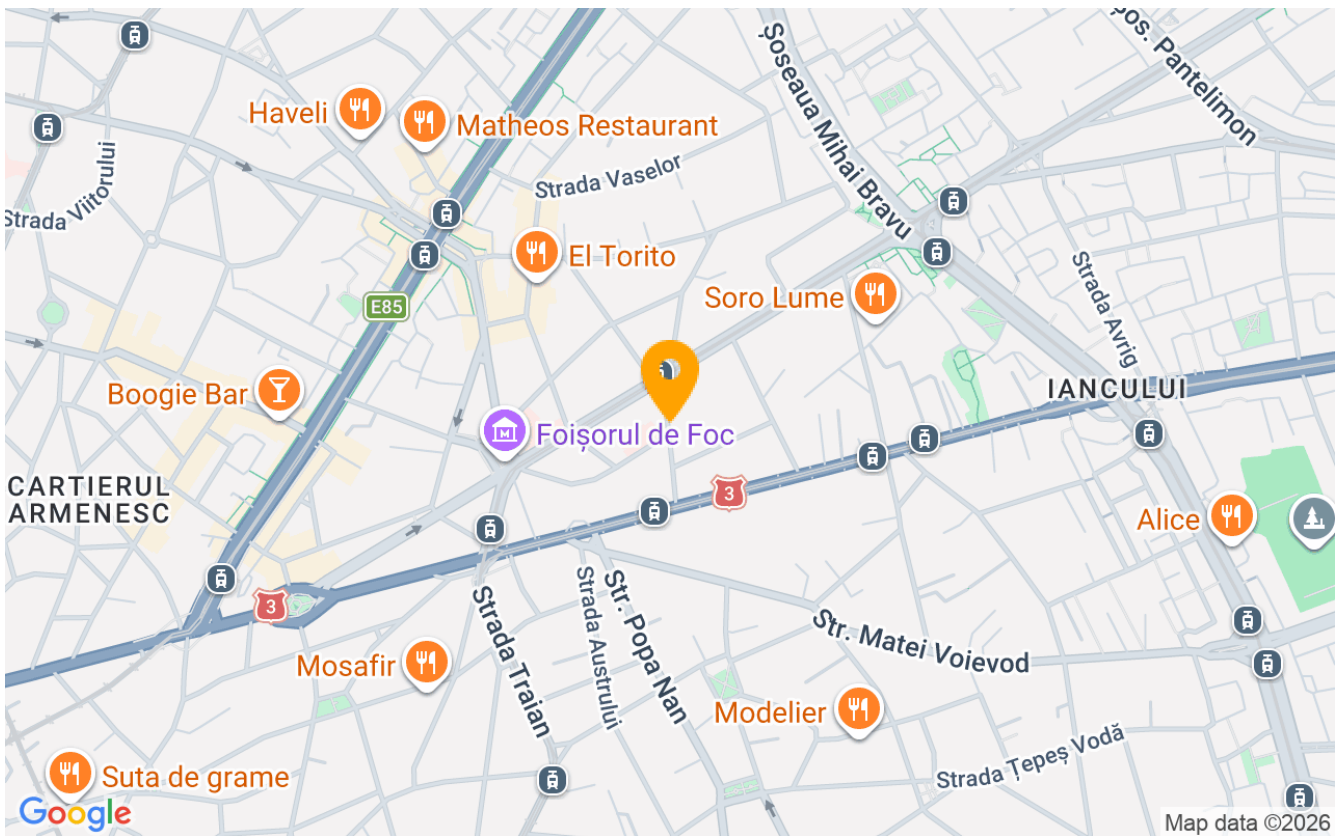 Șos. Pantelimon
Șoseaua Mihai Bravu
Haveli
Matheos Restaurant
Strada Vaselor
Strada Viitorului
El Torito
Soro Lume
Strada Avrig
E85
Boogie Bar
IANCULUI
Foișorul de Foc
CARTIERUL
ARMENESC
3
Alice
3
Strada Traian
Strada Austrului
Str. Popa Nan
Str. Matei Voievod
Mosafir
Modelier
Strada Țepeș Vodă
Suta de grame
Google
Map data ©2026